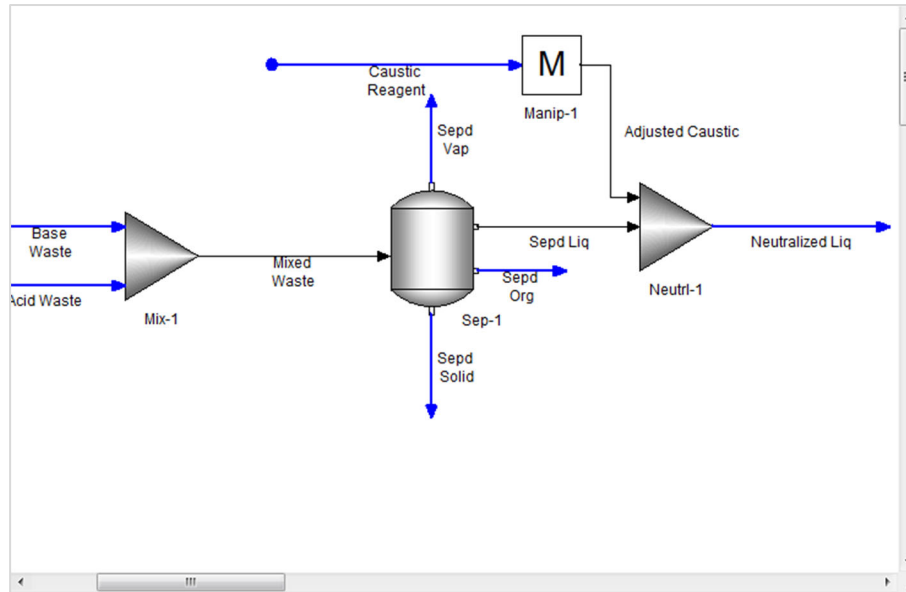 Caustic
Reagent
M
Manip-1
Adjusted Caustic
Sepd
Vap
Base
Waste
Acid Waste
Mix-1
Mixed
Waste
Sepd Liq
Sepd
Org
Sep-1
Sepd
Solid
Neutralized Liq
Neutrl-1